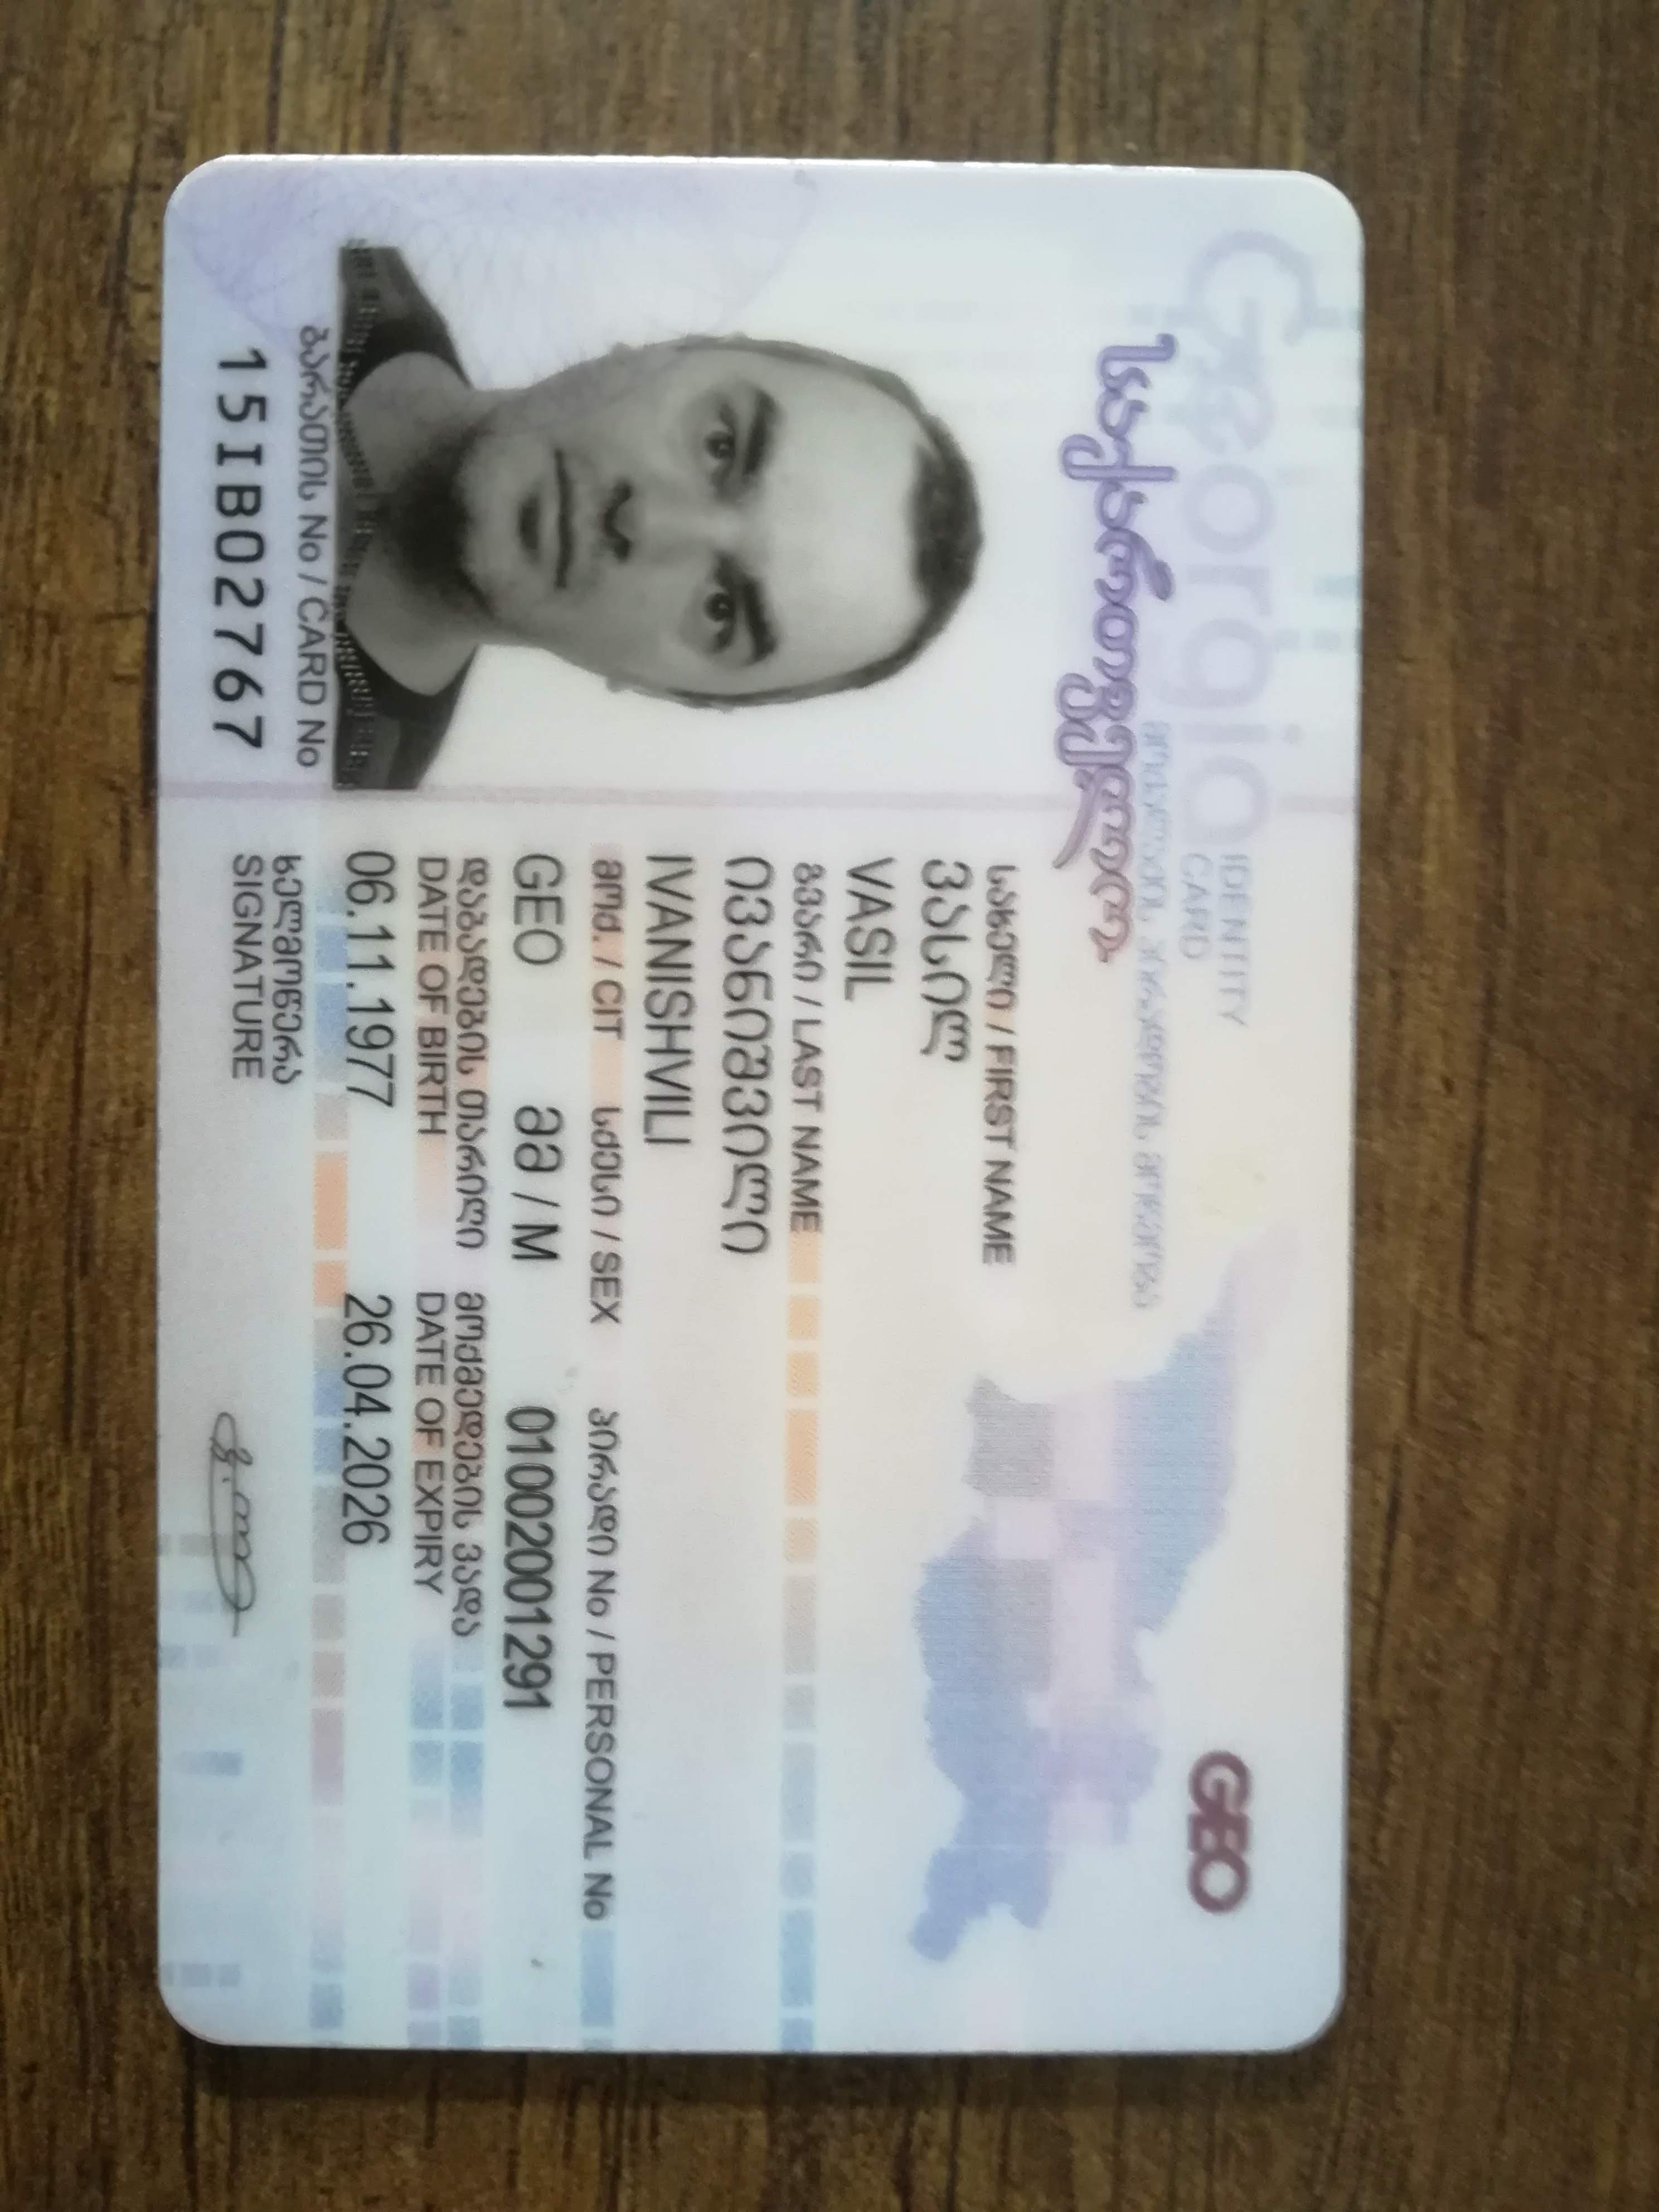 Georgia
IDENTITY
CARD
საქართველო
მოქალაქის პირადობის მოწმობა
GEO
სახელი / FIRST NAME
ვასილ
VASIL
გვარი / LAST NAME
ივანიშვილი
IVANISHVILI
მოქ. / CIT სქესი / SEX პირადი No / PERSONAL No
GEO მამ / M 01002001291
დაბადების თარიღი მოქმედების ვადა
DATE OF BIRTH DATE OF EXPIRY
06.11.1977 26.04.2026
ხელმოწერა
SIGNATURE
ბარათის No / CARD No
15IB02767